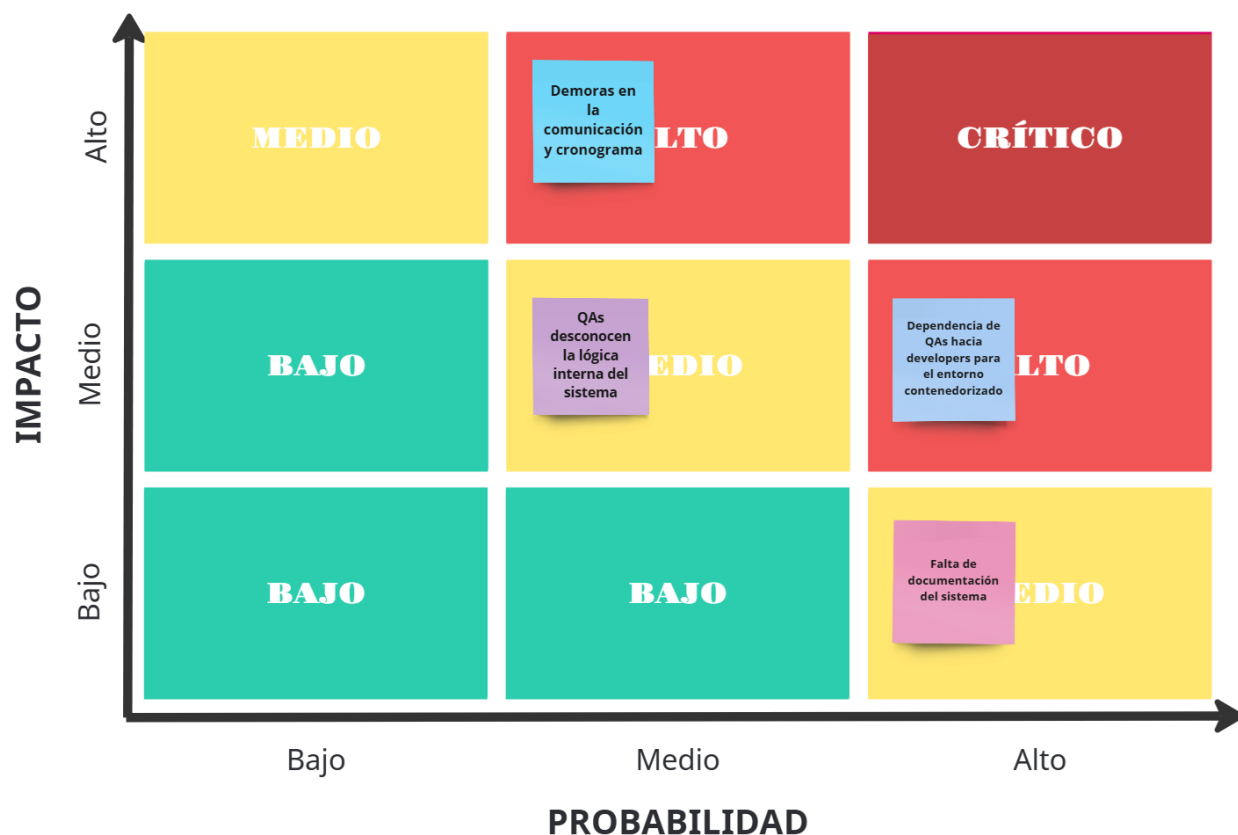 MEDIO
Demoras en
la
comunicación
y cronograma
LTO
CRÍTICO
Alto
BAJO
QAs
desconocen
la lógica
interna del
sistema
EDIO
Dependencia de
QAs hacia
developers para
el entorno
contenedorizado
LTO
Medio
IMPACTO
BAJO
BAJO
Falta de
documentación
del sistema
EDIO
Bajo
Bajo
Medio
Alto
PROBABILIDAD